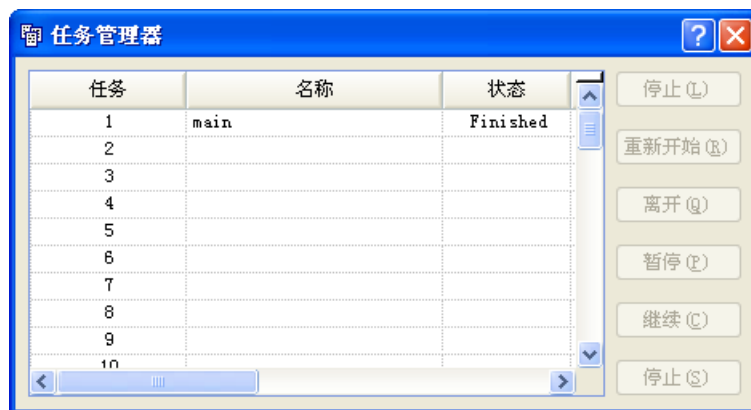 任务管理器
任务 名称 状态
1 main Finished
2
3
4
5
6
7
8
9
10
停止(L)
重新开始(R)
离开(Q)
暂停(P)
继续(C)
停止(S)